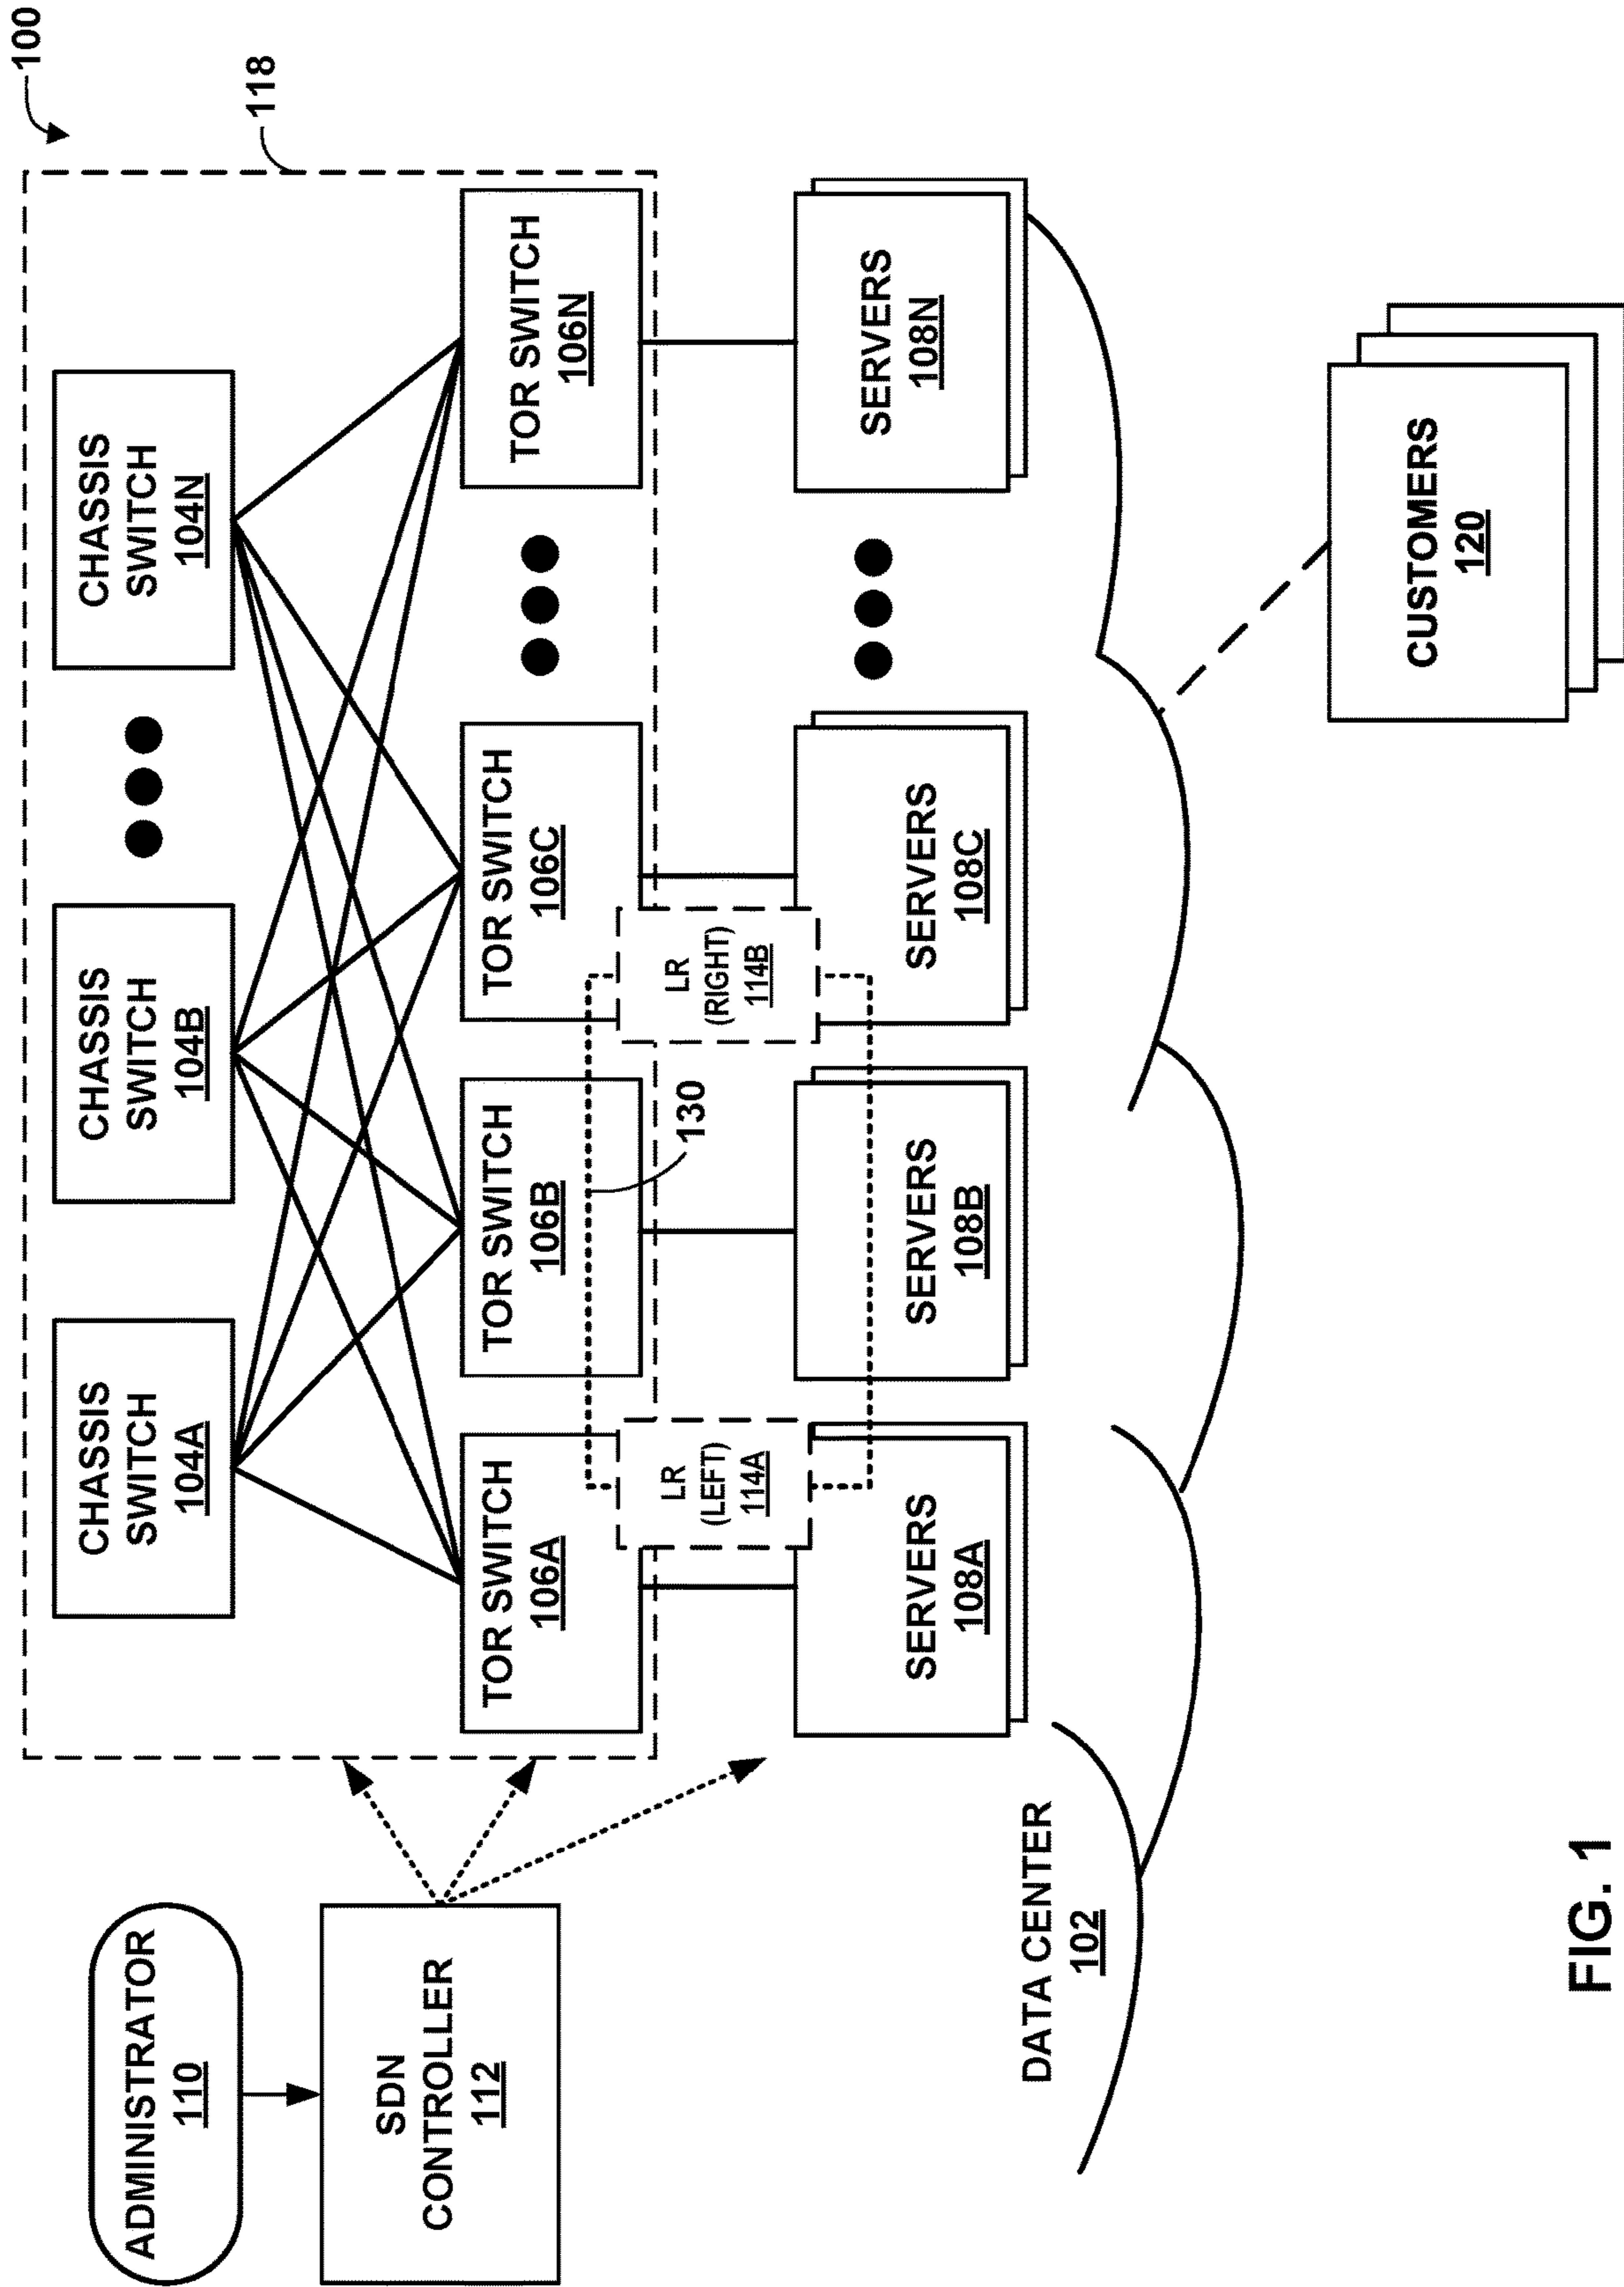 100
118
ADMINISTRATOR
110
SDN
CONTROLLER
112
CHASSIS
SWITCH
104A
CHASSIS
SWITCH
104B
CHASSIS
SWITCH
104N
TOR SWITCH
106A
TOR SWITCH
106B
TOR SWITCH
106C
TOR SWITCH
106N
LR
(LEFT)
114A
130
LR
(RIGHT)
114B
SERVERS
108A
SERVERS
108B
SERVERS
108C
SERVERS
108N
DATA CENTER
102
CUSTOMERS
120
FIG. 1